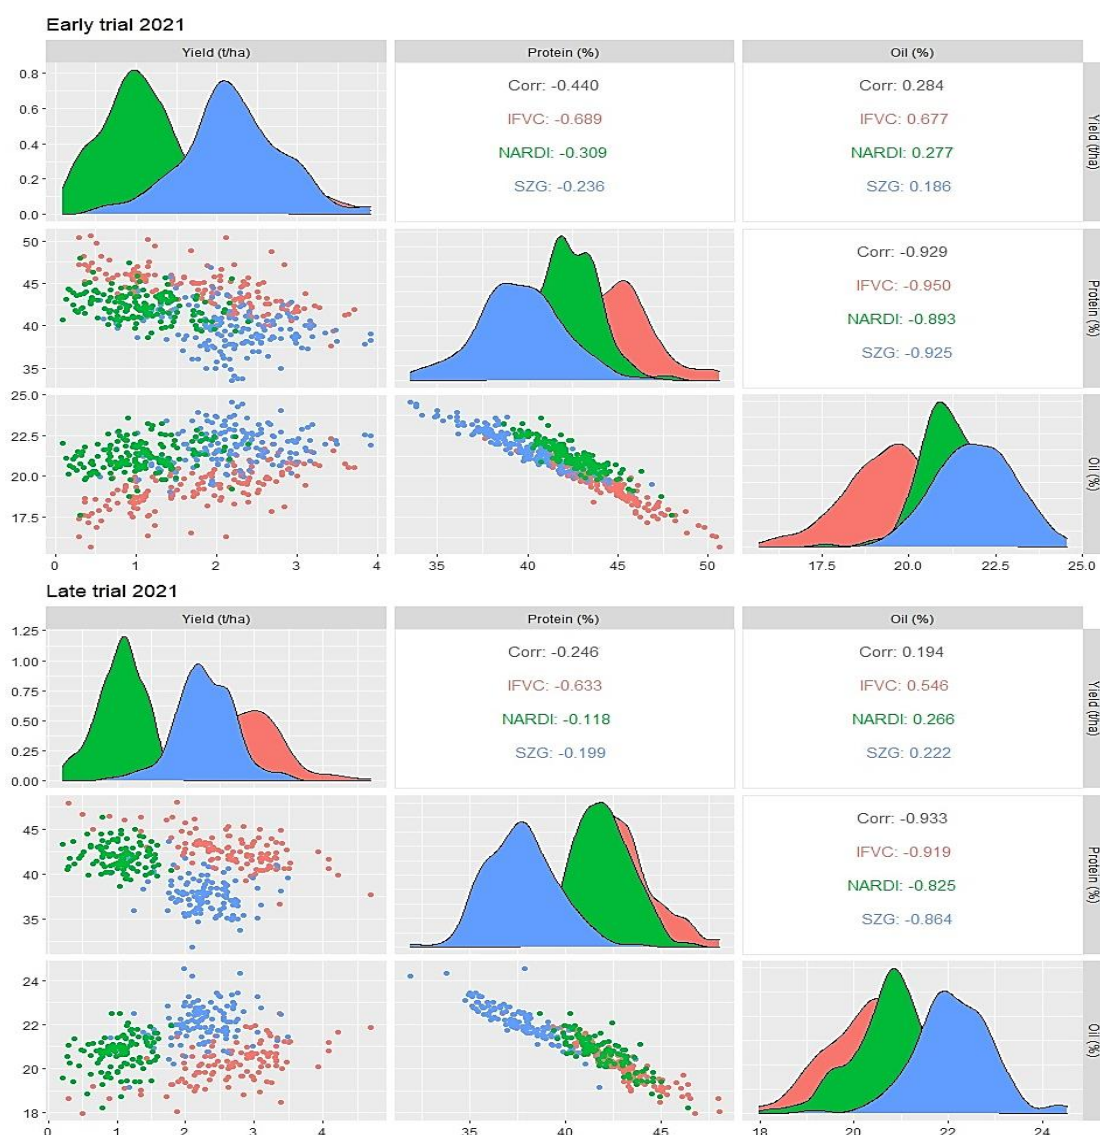 Early trial 2021
Yield (t/ha) Protein (%) Oil (%)
0.8
0.6
0.4
0.2
0.0
Corr: -0.440
IFVC: -0.689
NARDI: -0.309
SZG: -0.236
Corr: 0.284
IFVC: 0.677
NARDI: 0.277
SZG: 0.186
Yield (t/ha)
50
45
40
35
Corr: -0.929
IFVC: -0.950
NARDI: -0.893
SZG: -0.925
Protein (%)
25.0
22.5
20.0
17.5
Oil (%)
0 1 2 3 4 35 40 45 50 17.5 20.0 22.5 25.0
Late trial 2021
Yield (t/ha) Protein (%) Oil (%)
1.25
1.00
0.75
0.50
0.25
0.00
Corr: -0.246
IFVC: -0.633
NARDI: -0.118
SZG: -0.199
Corr: 0.194
IFVC: 0.546
NARDI: 0.266
SZG: 0.222
Yield (t/ha)
45
40
35
Corr: -0.933
IFVC: -0.919
NARDI: -0.825
SZG: -0.864
Protein (%)
24
22
20
18
Oil (%)
0 1 2 3 4 35 40 45 18 20 22 24